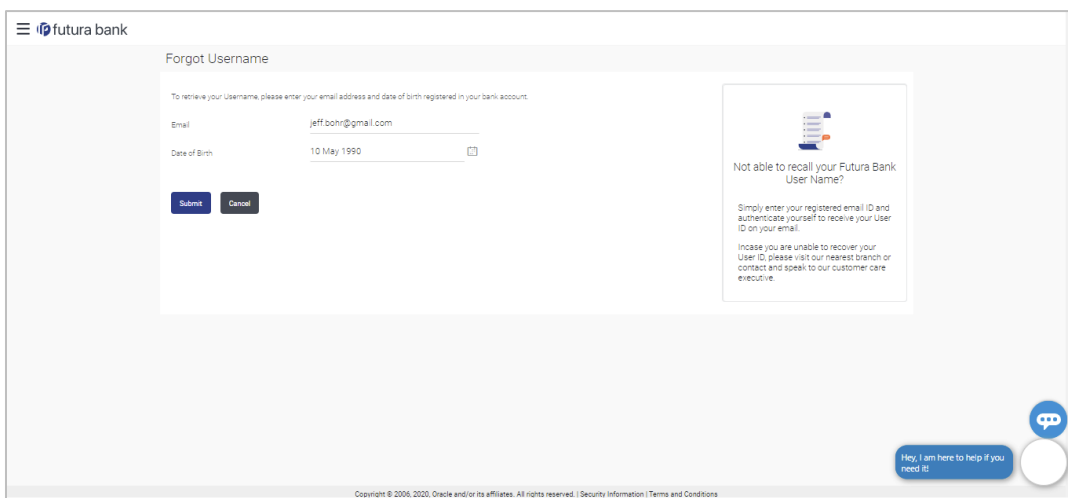 futura bank
Forgot Username
To retrieve your Username, please enter your email address and date of birth registered in your bank account.
Email
jeff.bohr@gmail.com
Date of Birth
10 May 1990
Submit
Cancel
Not able to recall your Futura Bank
User Name?
Simply enter your registered email ID and
authenticate yourself to receive your User
ID on your email.
Incase you are unable to recover your
User ID, please visit our nearest branch or
contact and speak to our customer care
executive.
Hey, I am here to help if you
need it!
Copyright © 2006, 2020, Oracle and/or its affiliates. All rights reserved. | Security Information | Terms and Conditions